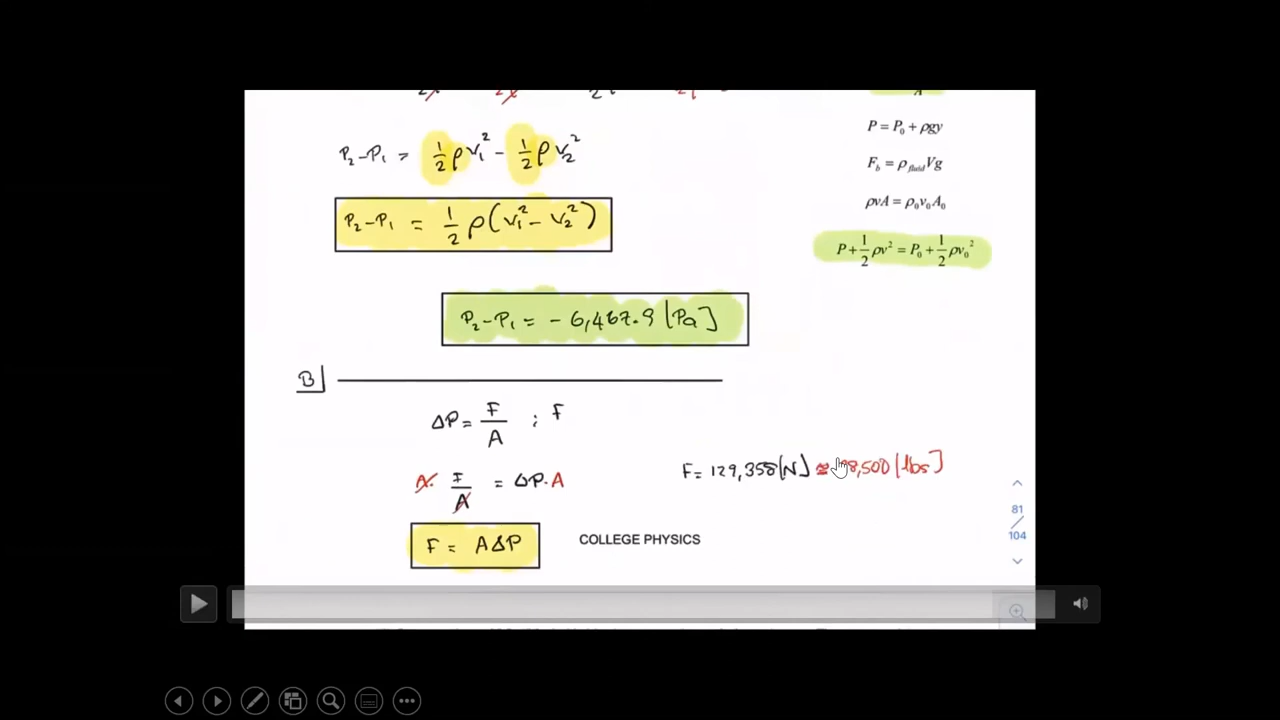 P₂-P₁ = ½ρv₁² - ½ρv₂²
P₂-P₁ = ½ρ(v₁² - v₂²)
P₂-P₁ = - 6,467.9 [Pa]
B]
ΔP = F/A ; F
A · F/A = ΔP·A
F = AΔP
F = 129,358 [N] ≈ [lbs]
COLLEGE PHYSICS
P = P₀ + ρgy
F_b = ρ_fluid Vg
ρvA = ρ₀v₀A₀
P + ½ρv² = P₀ + ½ρv₀²
81
/
104